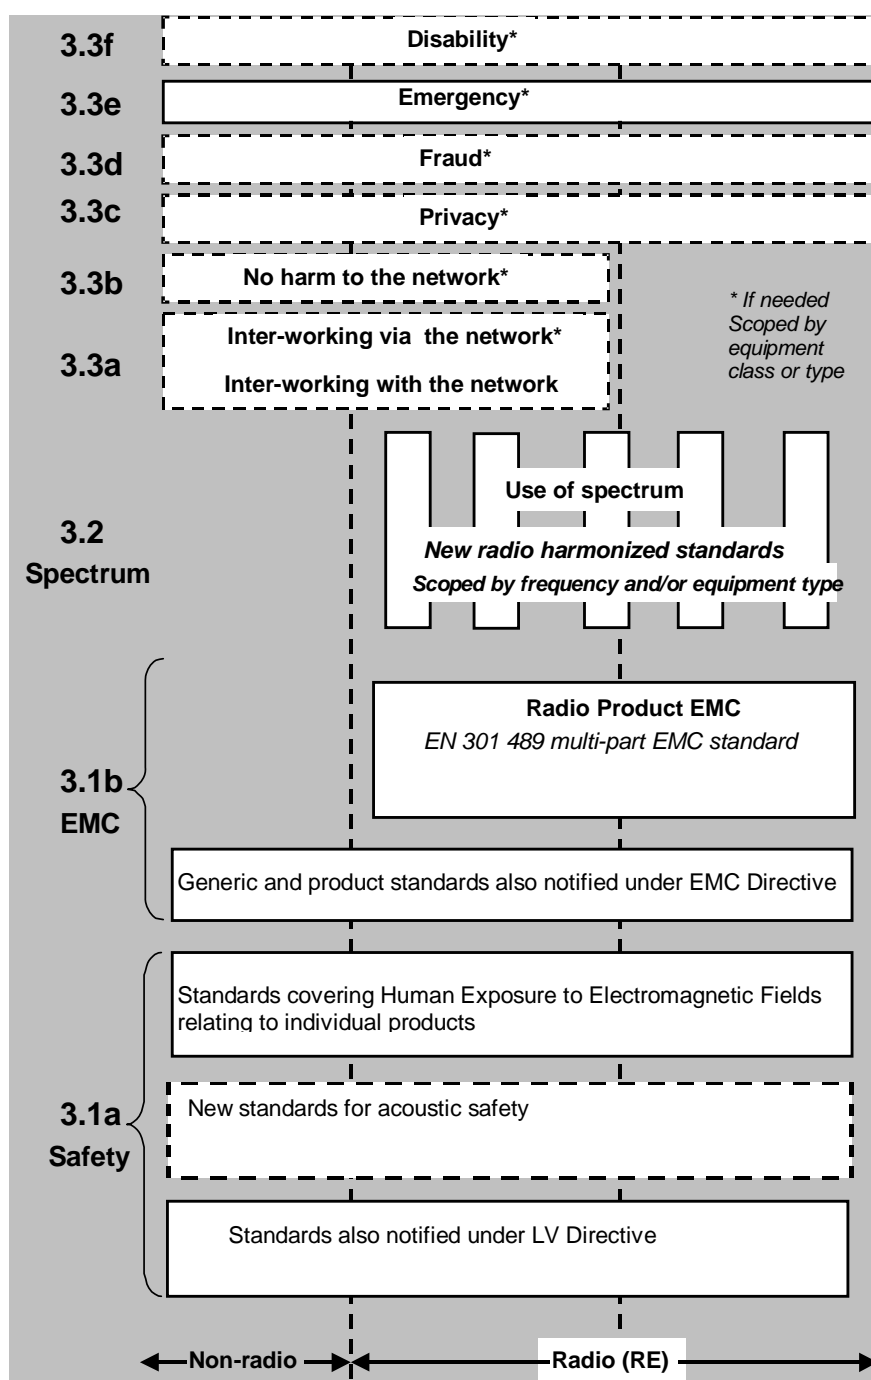 3.3f
Disability*
3.3e
Emergency*
3.3d
Fraud*
3.3c
Privacy*
3.3b
No harm to the network*
* If needed
Scoped by
equipment
class or type
3.3a
Inter-working via the network*
Inter-working with the network
3.2
Spectrum
Use of spectrum
New radio harmonized standards
Scoped by frequency and/or equipment type
3.1b
EMC
Radio Product EMC
EN 301 489 multi-part EMC standard
Generic and product standards also notified under EMC Directive
3.1a
Safety
Standards covering Human Exposure to Electromagnetic Fields
relating to individual products
New standards for acoustic safety
Standards also notified under LV Directive
Non-radio
Radio (RE)